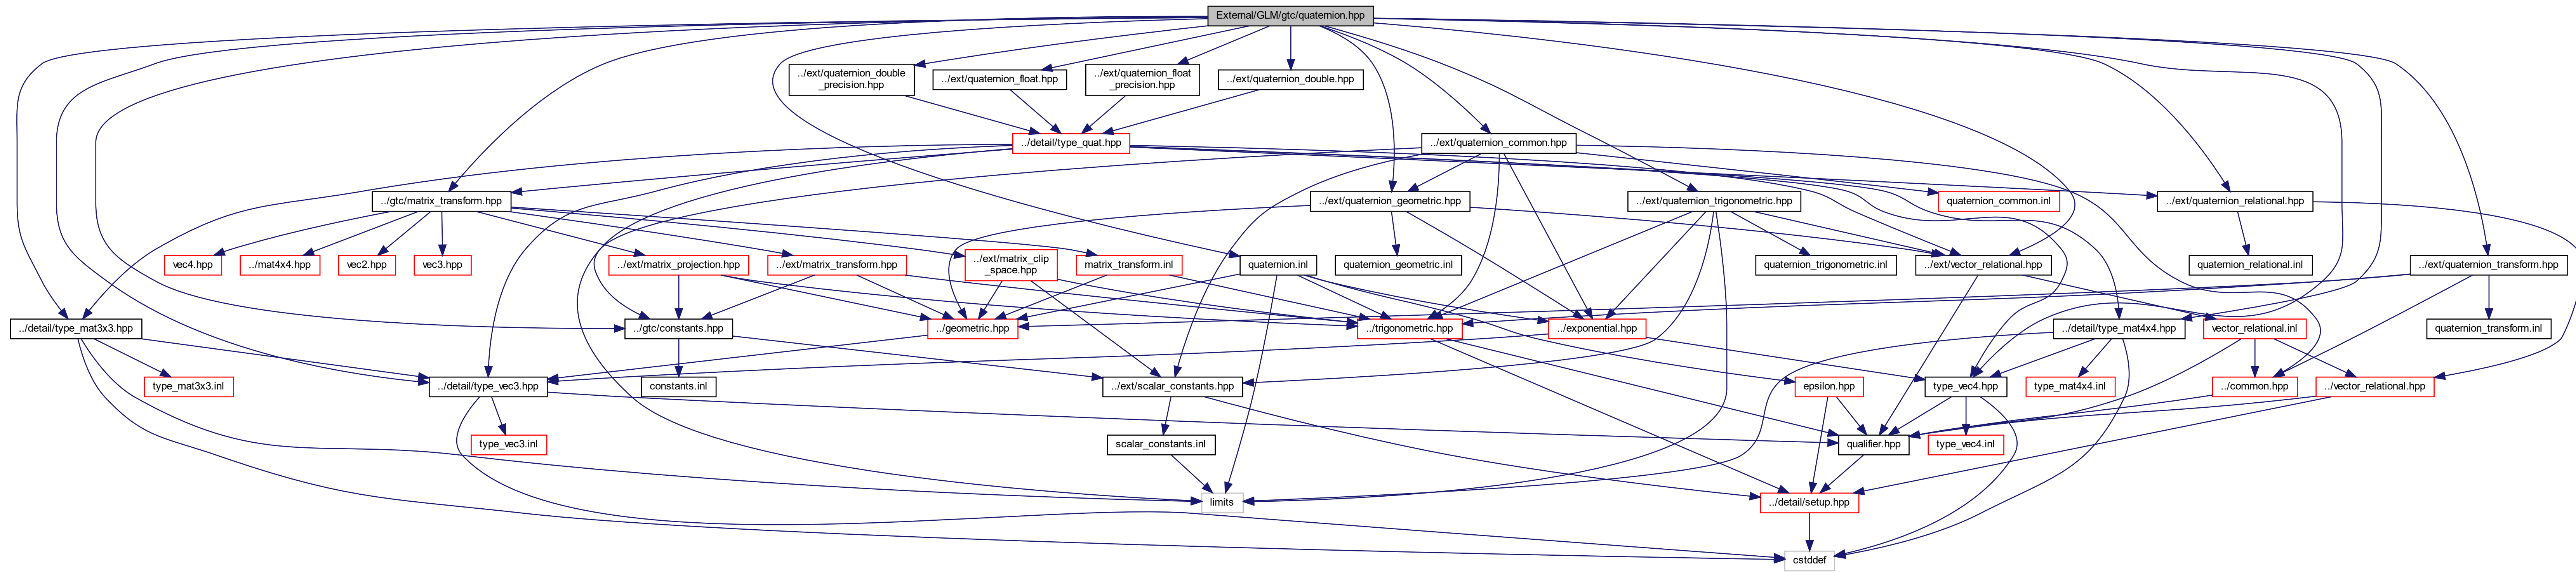 External/GLM/gtc/quaternion.hpp
../ext/quaternion_double
_precision.hpp
../ext/quaternion_float.hpp
../ext/quaternion_float
_precision.hpp
../ext/quaternion_double.hpp
../detail/type_quat.hpp
../ext/quaternion_common.hpp
../gtc/matrix_transform.hpp
../ext/quaternion_geometric.hpp
../ext/quaternion_trigonometric.hpp
quaternion_common.inl
../ext/quaternion_relational.hpp
vec4.hpp
../mat4x4.hpp
vec2.hpp
vec3.hpp
../ext/matrix_projection.hpp
../ext/matrix_transform.hpp
../ext/matrix_clip
_space.hpp
matrix_transform.inl
quaternion.inl
quaternion_geometric.inl
quaternion_trigonometric.inl
../ext/vector_relational.hpp
quaternion_relational.inl
../ext/quaternion_transform.hpp
../detail/type_mat3x3.hpp
../gtc/constants.hpp
../geometric.hpp
../trigonometric.hpp
../exponential.hpp
../detail/type_mat4x4.hpp
vector_relational.inl
quaternion_transform.inl
type_mat3x3.inl
../detail/type_vec3.hpp
constants.inl
../ext/scalar_constants.hpp
epsilon.hpp
type_vec4.hpp
type_mat4x4.inl
../common.hpp
../vector_relational.hpp
type_vec3.inl
scalar_constants.inl
qualifier.hpp
type_vec4.inl
limits
../detail/setup.hpp
cstddef